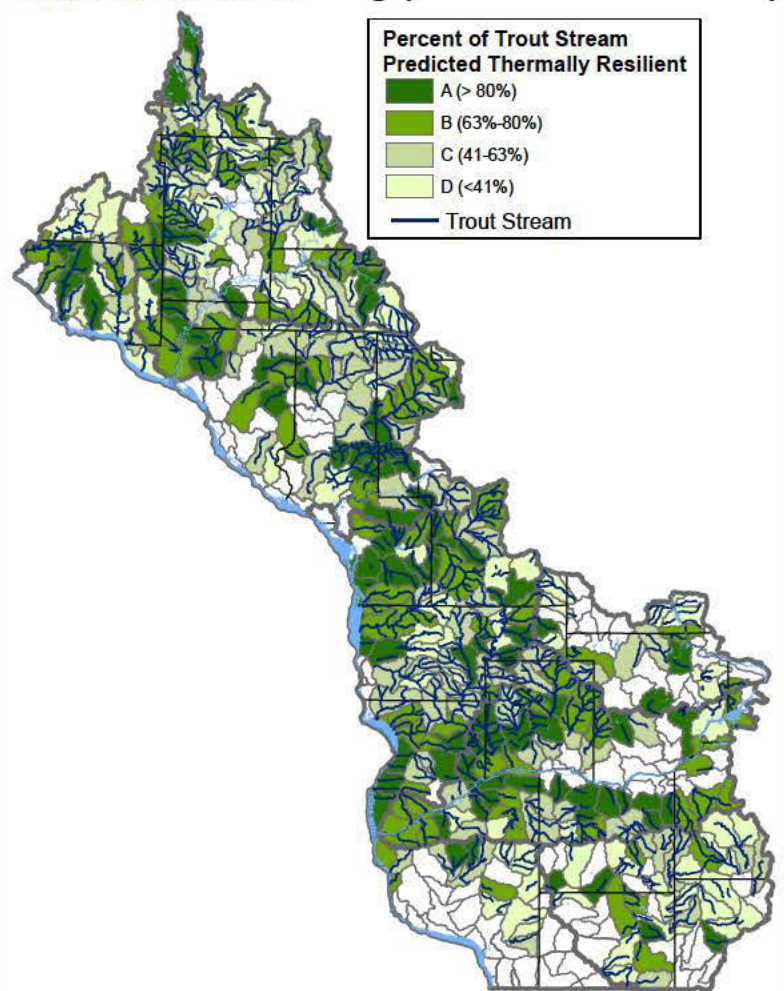 Percent of Trout Stream
Predicted Thermally Resilient
A (> 80%)
B (63%-80%)
C (41-63%)
D (<41%)
Trout Stream